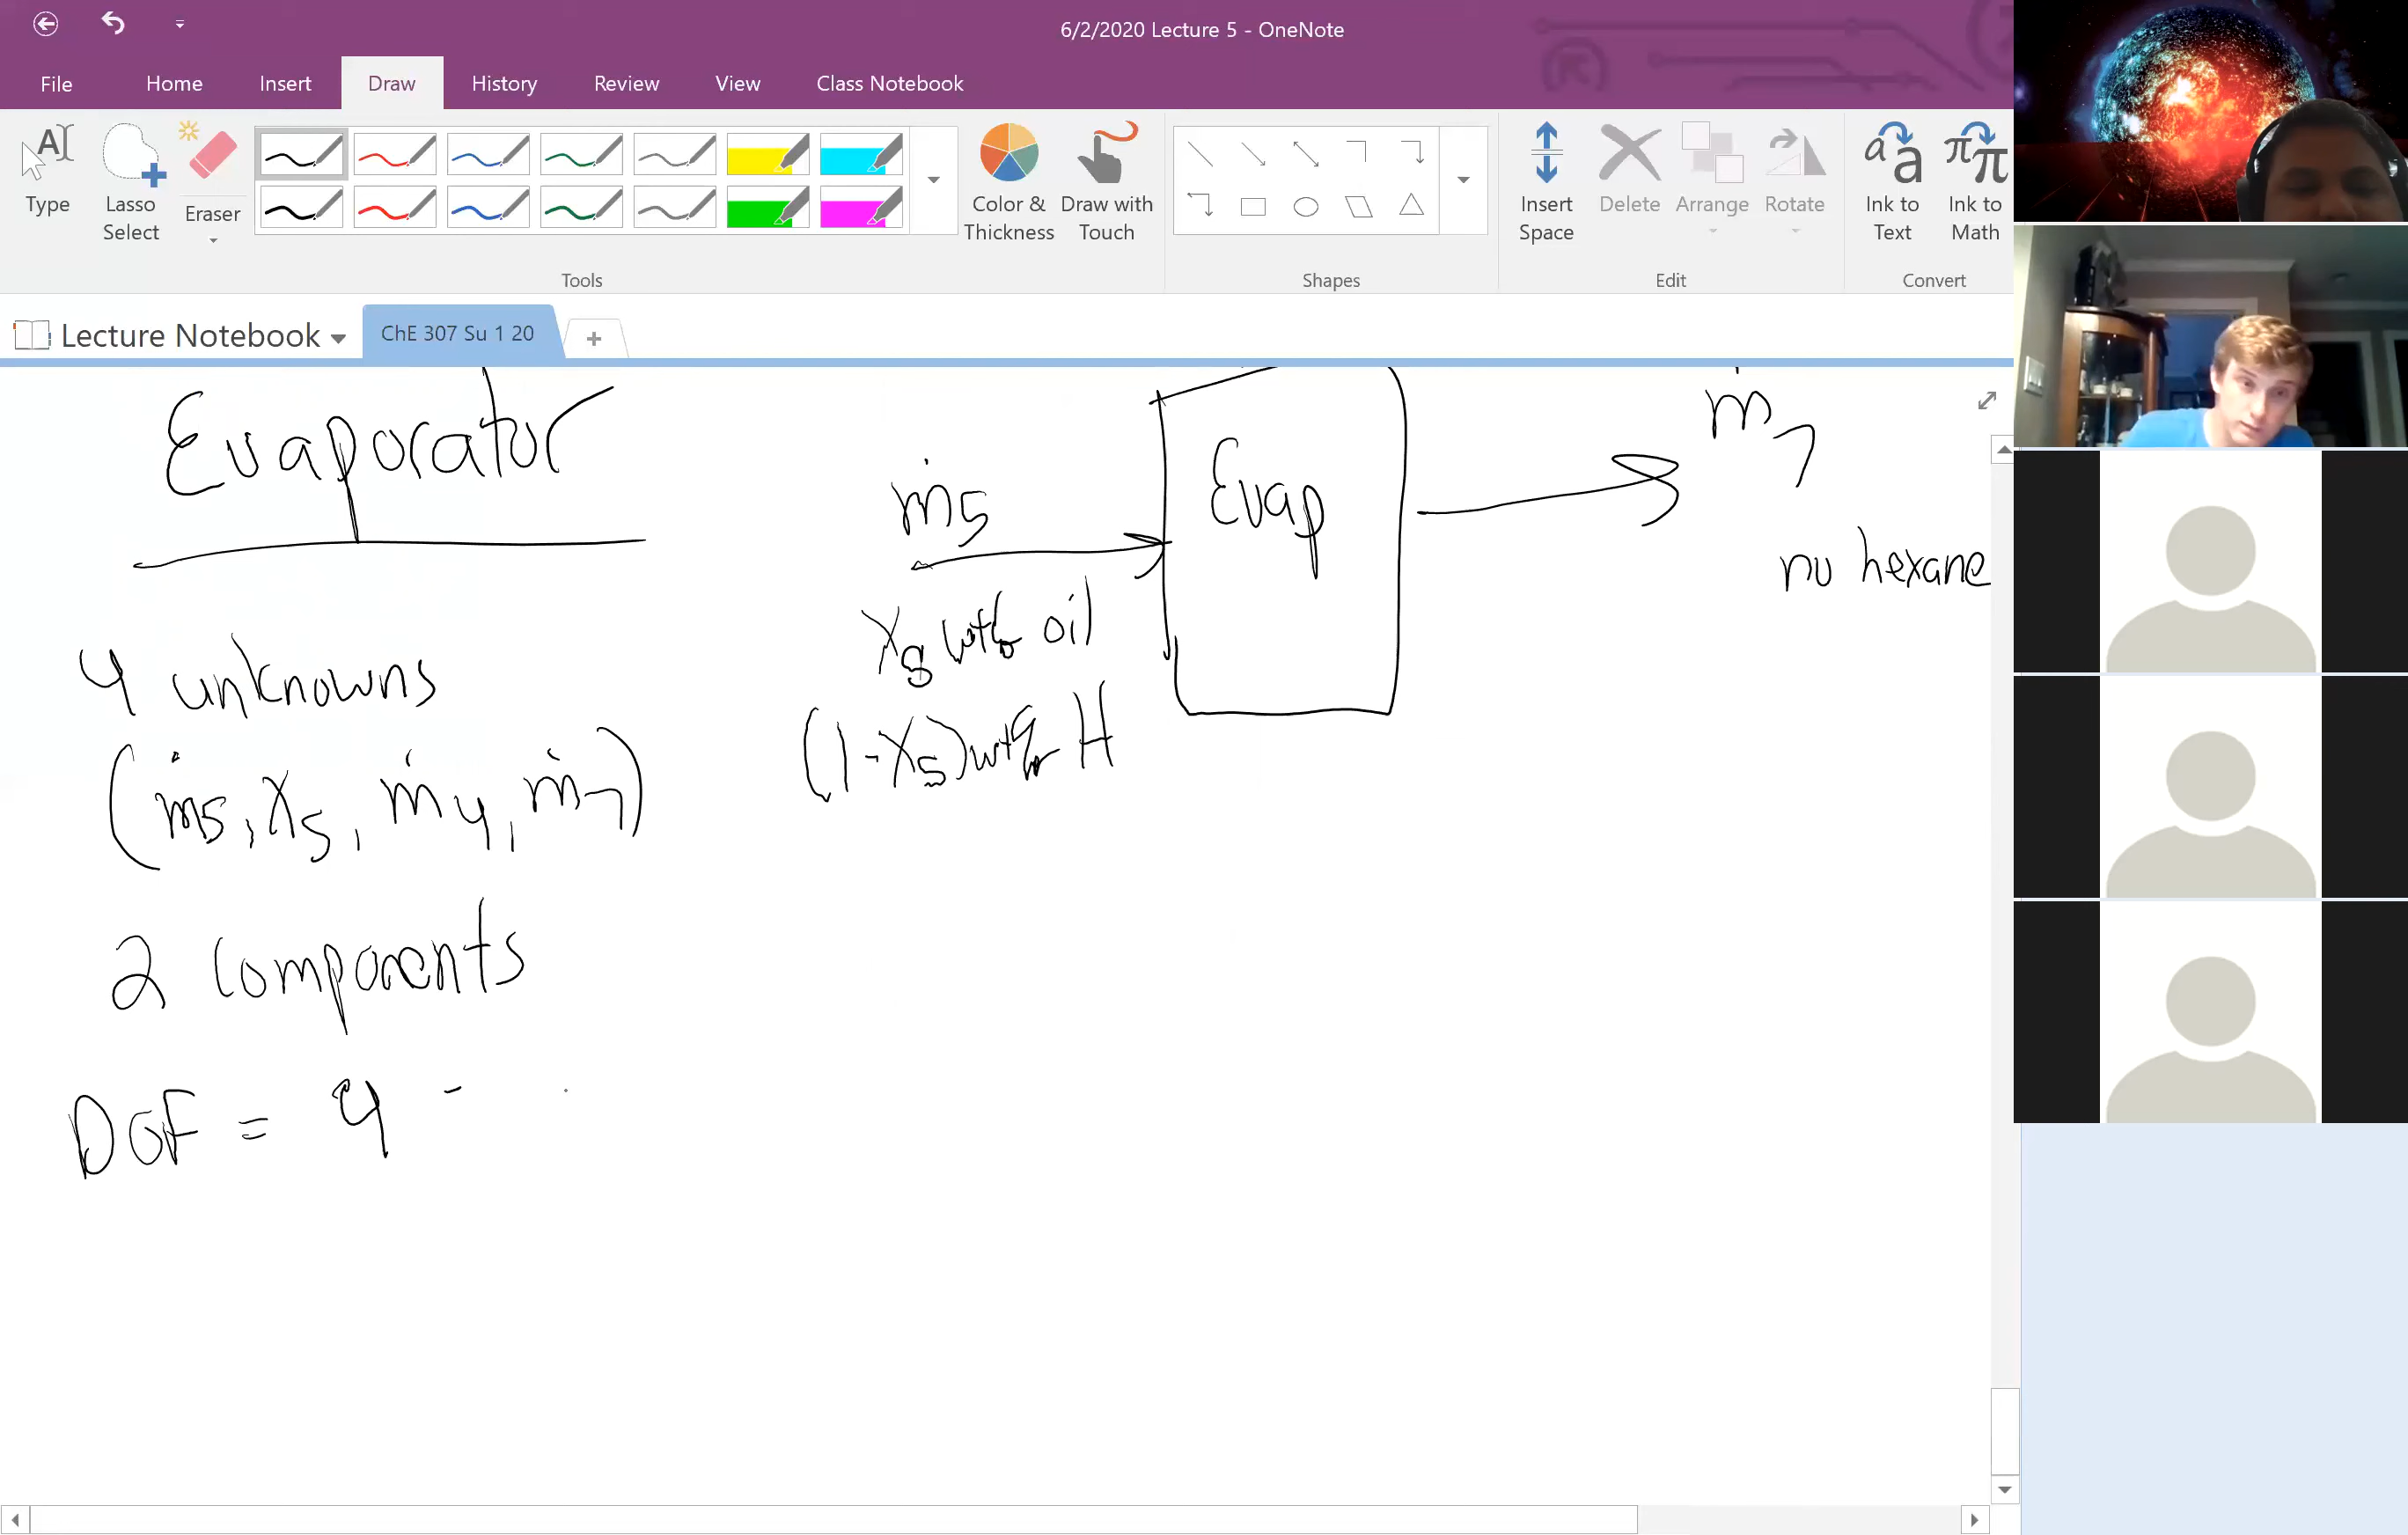 6/2/2020 Lecture 5 - OneNote
File Home Insert Draw History Review View Class Notebook
Type
Lasso Select
Eraser
Color & Thickness
Draw with Touch
Insert Space
Delete
Arrange
Rotate
Ink to Text
Ink to Math
Tools
Shapes
Edit
Convert
Lecture Notebook
ChE 307 Su 1 20
+
Evaporator
4 unknowns
(ṁ5, X5, ṁ4, ṁ7)
2 components
DOF = 4 -
ṁ5
X5 wt% oil
(1-X5) wt% H
Evap
ṁ7
no hexane